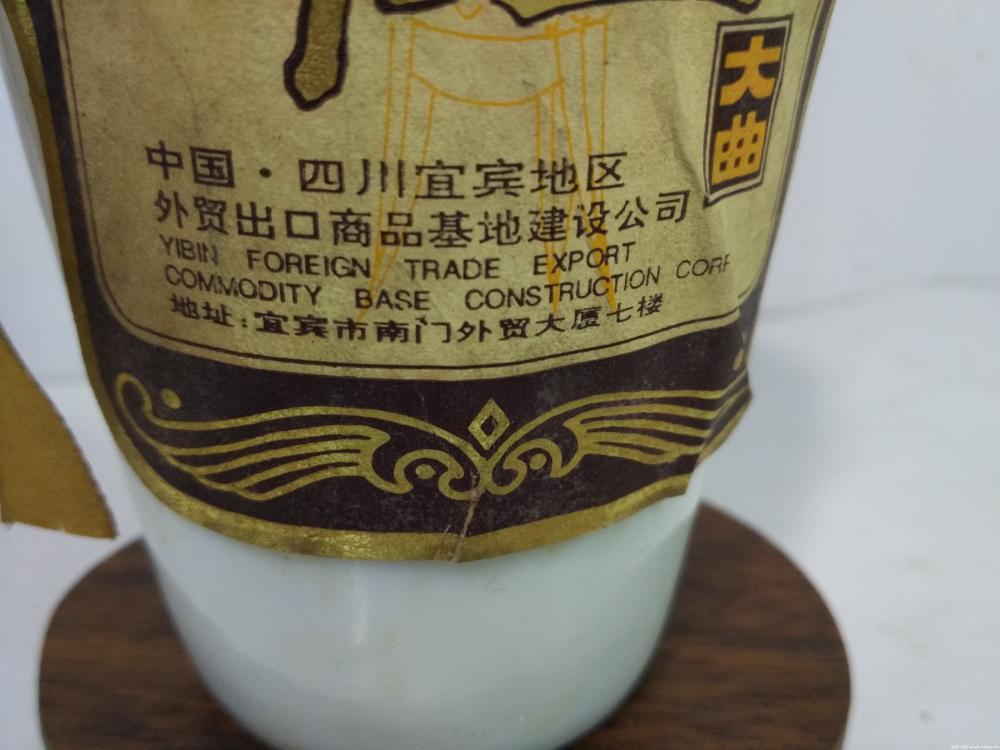 大曲
中国·四川宜宾地区
外贸出口商品基地建设公司
YIBIN FOREIGN TRADE EXPORT
COMMODITY BASE CONSTRUCTION CORP
地址:宜宾市南门外贸大厦七楼